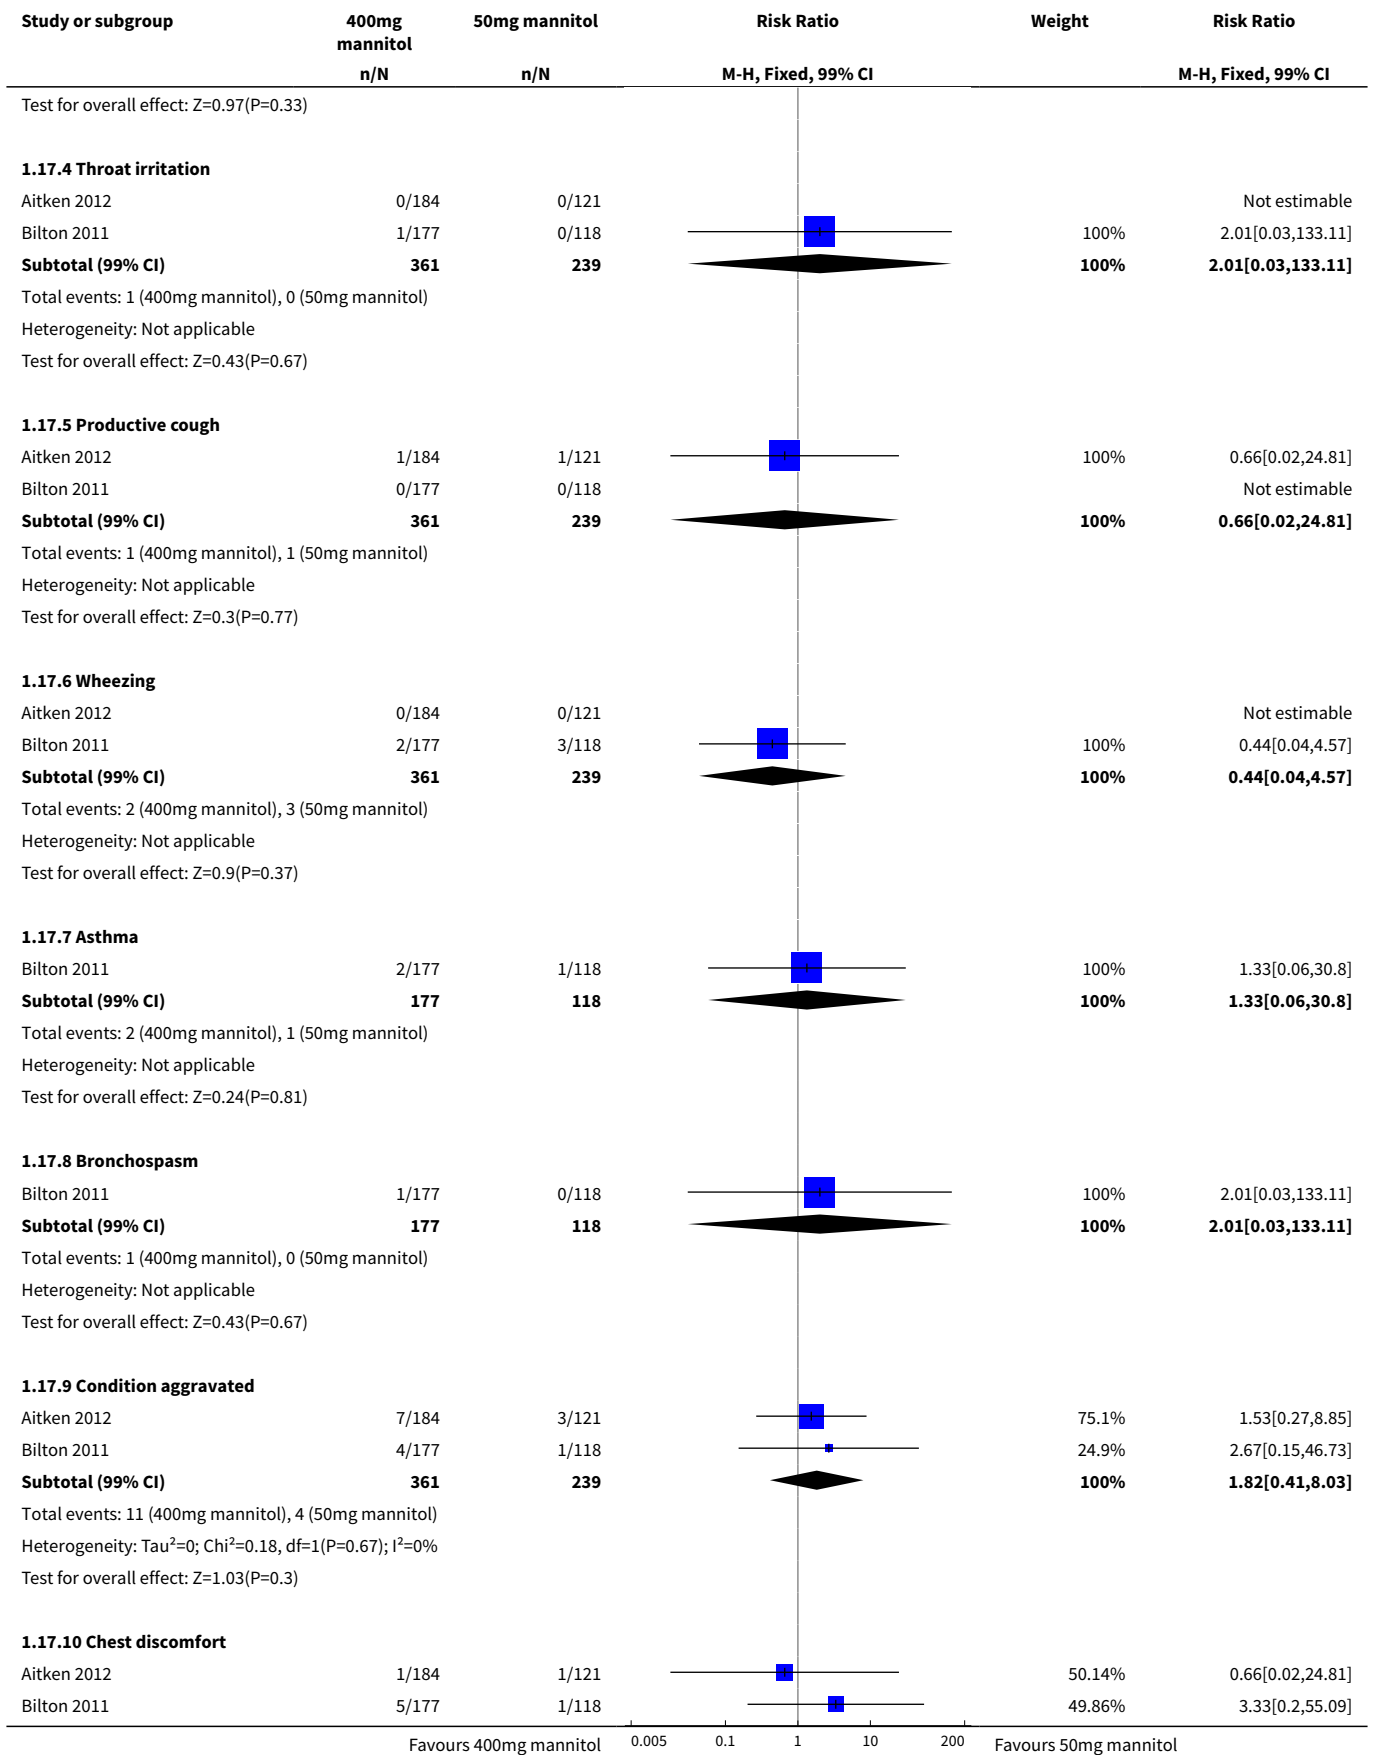 Study or subgroup 400mg mannitol 50mg mannitol Risk Ratio Weight Risk Ratio
n/N n/N M-H, Fixed, 99% CI M-H, Fixed, 99% CI
Test for overall effect: Z=0.97(P=0.33)
1.17.4 Throat irritation
Aitken 2012 0/184 0/121 Not estimable
Bilton 2011 1/177 0/118 100% 2.01[0.03,133.11]
Subtotal (99% CI) 361 239 100% 2.01[0.03,133.11]
Total events: 1 (400mg mannitol), 0 (50mg mannitol)
Heterogeneity: Not applicable
Test for overall effect: Z=0.43(P=0.67)
1.17.5 Productive cough
Aitken 2012 1/184 1/121 100% 0.66[0.02,24.81]
Bilton 2011 0/177 0/118 Not estimable
Subtotal (99% CI) 361 239 100% 0.66[0.02,24.81]
Total events: 1 (400mg mannitol), 1 (50mg mannitol)
Heterogeneity: Not applicable
Test for overall effect: Z=0.3(P=0.77)
1.17.6 Wheezing
Aitken 2012 0/184 0/121 Not estimable
Bilton 2011 2/177 3/118 100% 0.44[0.04,4.57]
Subtotal (99% CI) 361 239 100% 0.44[0.04,4.57]
Total events: 2 (400mg mannitol), 3 (50mg mannitol)
Heterogeneity: Not applicable
Test for overall effect: Z=0.9(P=0.37)
1.17.7 Asthma
Bilton 2011 2/177 1/118 100% 1.33[0.06,30.8]
Subtotal (99% CI) 177 118 100% 1.33[0.06,30.8]
Total events: 2 (400mg mannitol), 1 (50mg mannitol)
Heterogeneity: Not applicable
Test for overall effect: Z=0.24(P=0.81)
1.17.8 Bronchospasm
Bilton 2011 1/177 0/118 100% 2.01[0.03,133.11]
Subtotal (99% CI) 177 118 100% 2.01[0.03,133.11]
Total events: 1 (400mg mannitol), 0 (50mg mannitol)
Heterogeneity: Not applicable
Test for overall effect: Z=0.43(P=0.67)
1.17.9 Condition aggravated
Aitken 2012 7/184 3/121 75.1% 1.53[0.27,8.85]
Bilton 2011 4/177 1/118 24.9% 2.67[0.15,46.73]
Subtotal (99% CI) 361 239 100% 1.82[0.41,8.03]
Total events: 11 (400mg mannitol), 4 (50mg mannitol)
Heterogeneity: Tau²=0; Chi²=0.18, df=1(P=0.67); I²=0%
Test for overall effect: Z=1.03(P=0.3)
1.17.10 Chest discomfort
Aitken 2012 1/184 1/121 50.14% 0.66[0.02,24.81]
Bilton 2011 5/177 1/118 49.86% 3.33[0.2,55.09]
Favours 400mg mannitol 0.005 0.1 1 10 200 Favours 50mg mannitol